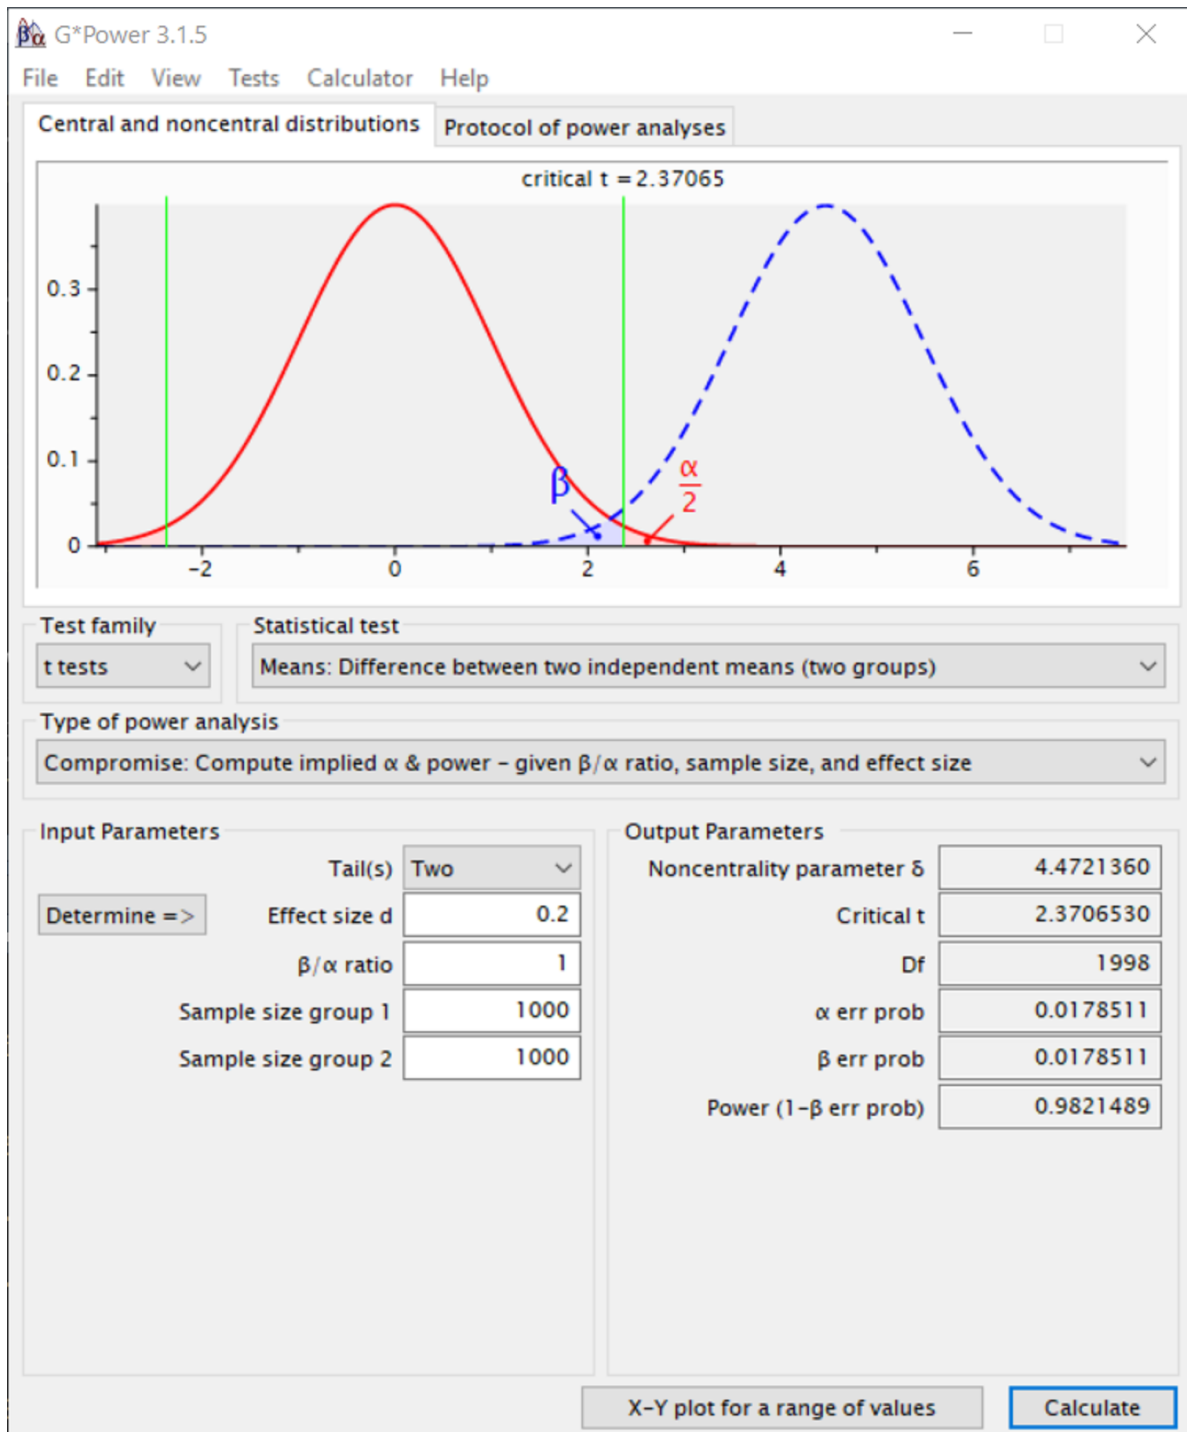 G*Power 3.1.5
File Edit View Tests Calculator Help
Central and noncentral distributions Protocol of power analyses
critical t = 2.37065
0.3
0.2
0.1
0
β
α
2
-2 0 2 4 6
Test family Statistical test
t tests Means: Difference between two independent means (two groups)
Type of power analysis
Compromise: Compute implied α & power – given β/α ratio, sample size, and effect size
Input Parameters Output Parameters
Tail(s) Two Noncentrality parameter δ 4.4721360
Determine => Effect size d 0.2 Critical t 2.3706530
β/α ratio 1 Df 1998
Sample size group 1 1000 α err prob 0.0178511
Sample size group 2 1000 β err prob 0.0178511
Power (1-β err prob) 0.9821489
X-Y plot for a range of values Calculate